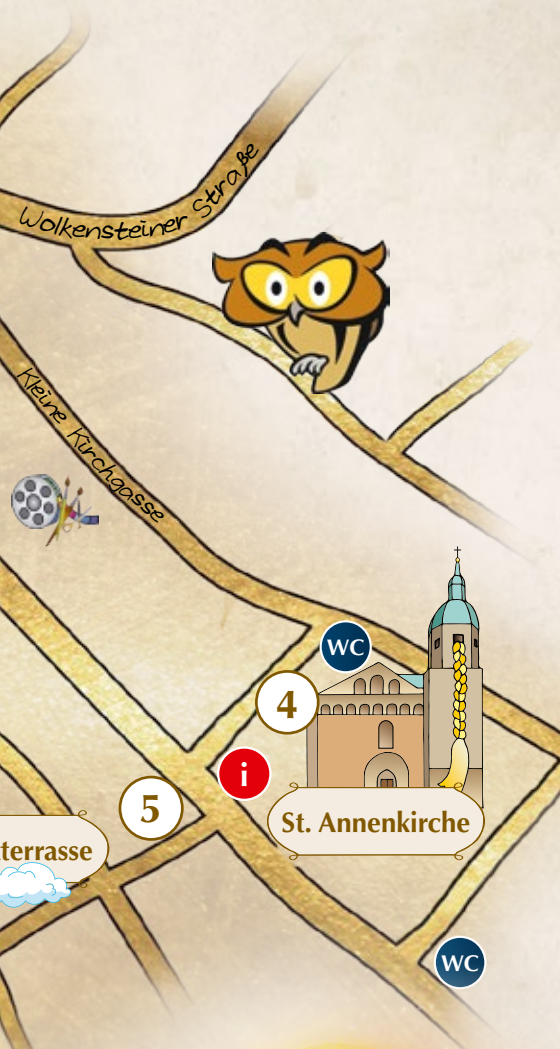 Wolkensteiner Straße
Kleine Kirchgasse
WC
4
i
5
St. Annenkirche
terrasse
WC